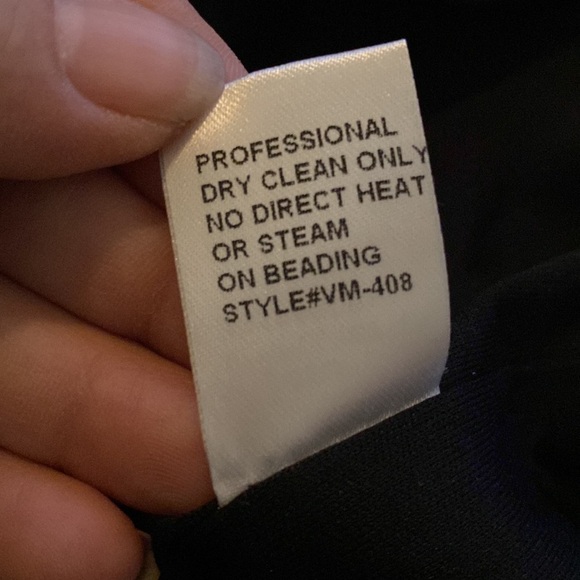 PROFESSIONAL
DRY CLEAN ONLY
NO DIRECT HEAT
OR STEAM
ON BEADING
STYLE#VM-408